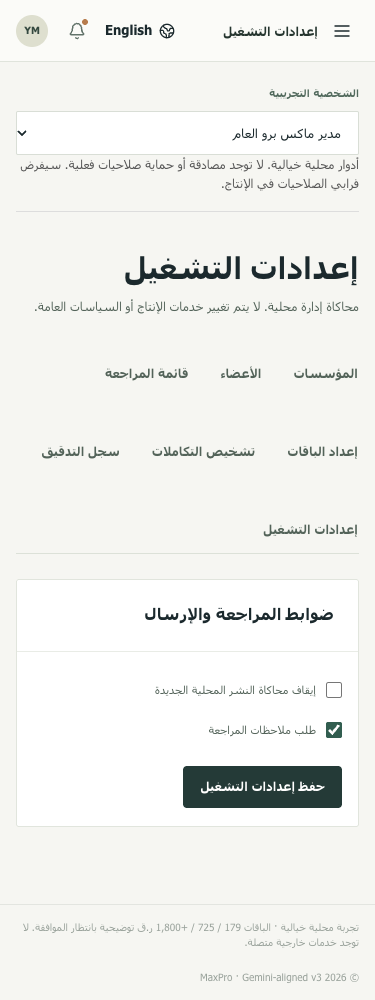 إعدادات التشغيل
English
YM
الشخصية التجريبية
مدير ماكس برو العام
أدوار محلية خيالية. لا توجد مصادقة أو حماية صلاحيات فعلية. سيفرض
فرابي الصلاحيات في الإنتاج.
إعدادات التشغيل
محاكاة إدارة محلية. لا يتم تغيير خدمات الإنتاج أو السياسات العامة.
المؤسسات
الأعضاء
قائمة المراجعة
إعداد الباقات
تشخيص التكاملات
سجل التدقيق
إعدادات التشغيل
ضوابط المراجعة والإرسال
إيقاف محاكاة النشر المحلية الجديدة
طلب ملاحظات المراجعة
حفظ إعدادات التشغيل
تجربة محلية خيالية · الباقات 179 / 725 / +1,800 ر.ق توضيحية بانتظار الموافقة. لا
توجد خدمات خارجية متصلة.
© 2026 MaxPro · Gemini-aligned v3